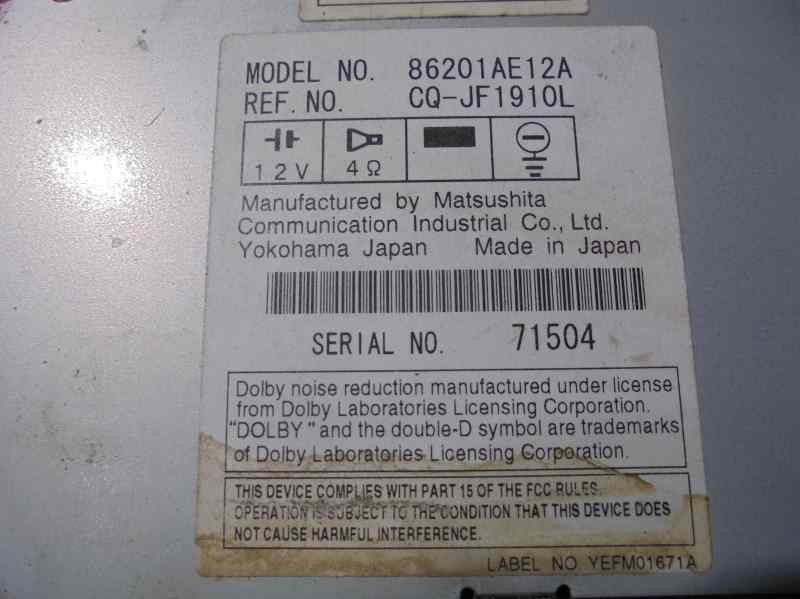 MODEL NO. 86201AE12A
REF. NO. CQ-JF1910L
12V 4Ω
Manufactured by Matsushita
Communication Industrial Co., Ltd.
Yokohama Japan Made in Japan
SERIAL NO. 71504
Dolby noise reduction manufactured under license
from Dolby Laboratories Licensing Corporation.
"DOLBY" and the double-D symbol are trademarks
of Dolby Laboratories Licensing Corporation.
THIS DEVICE COMPLIES WITH PART 15 OF THE FCC RULES.
OPERATION IS SUBJECT TO THE CONDITION THAT THIS DEVICE DOES
NOT CAUSE HARMFUL INTERFERENCE.
LABEL NO YEFM01671A